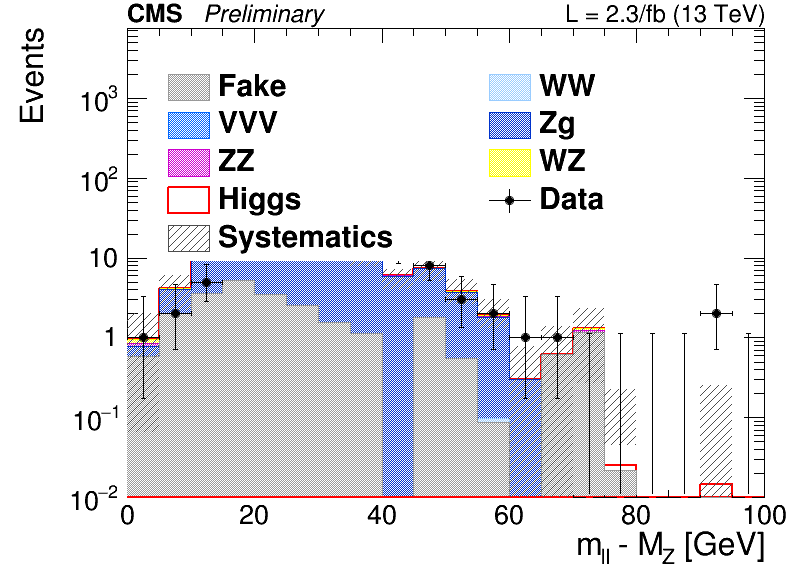 CMS Preliminary L = 2.3/fb (13 TeV)
Events
Fake WW
VVV Zg
ZZ WZ
Higgs Data
Systematics
10³
10²
10
1
10⁻¹
10⁻²
0 20 40 60 80 100
m_ll - M_Z [GeV]